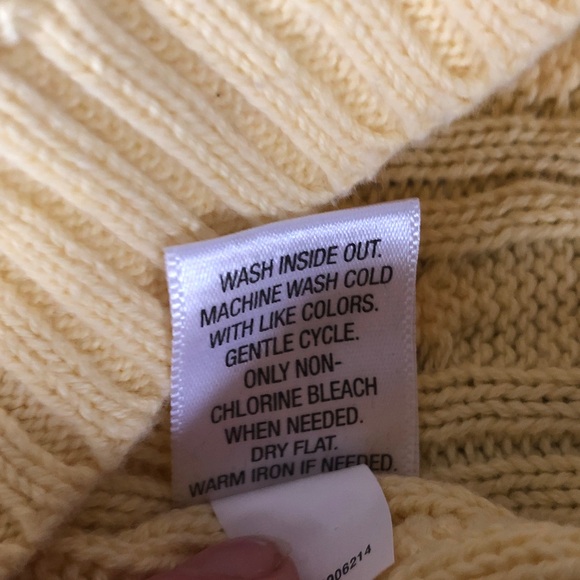 WASH INSIDE OUT.
MACHINE WASH COLD
WITH LIKE COLORS.
GENTLE CYCLE.
ONLY NON-
CHLORINE BLEACH
WHEN NEEDED.
DRY FLAT.
WARM IRON IF NEEDED.
006214